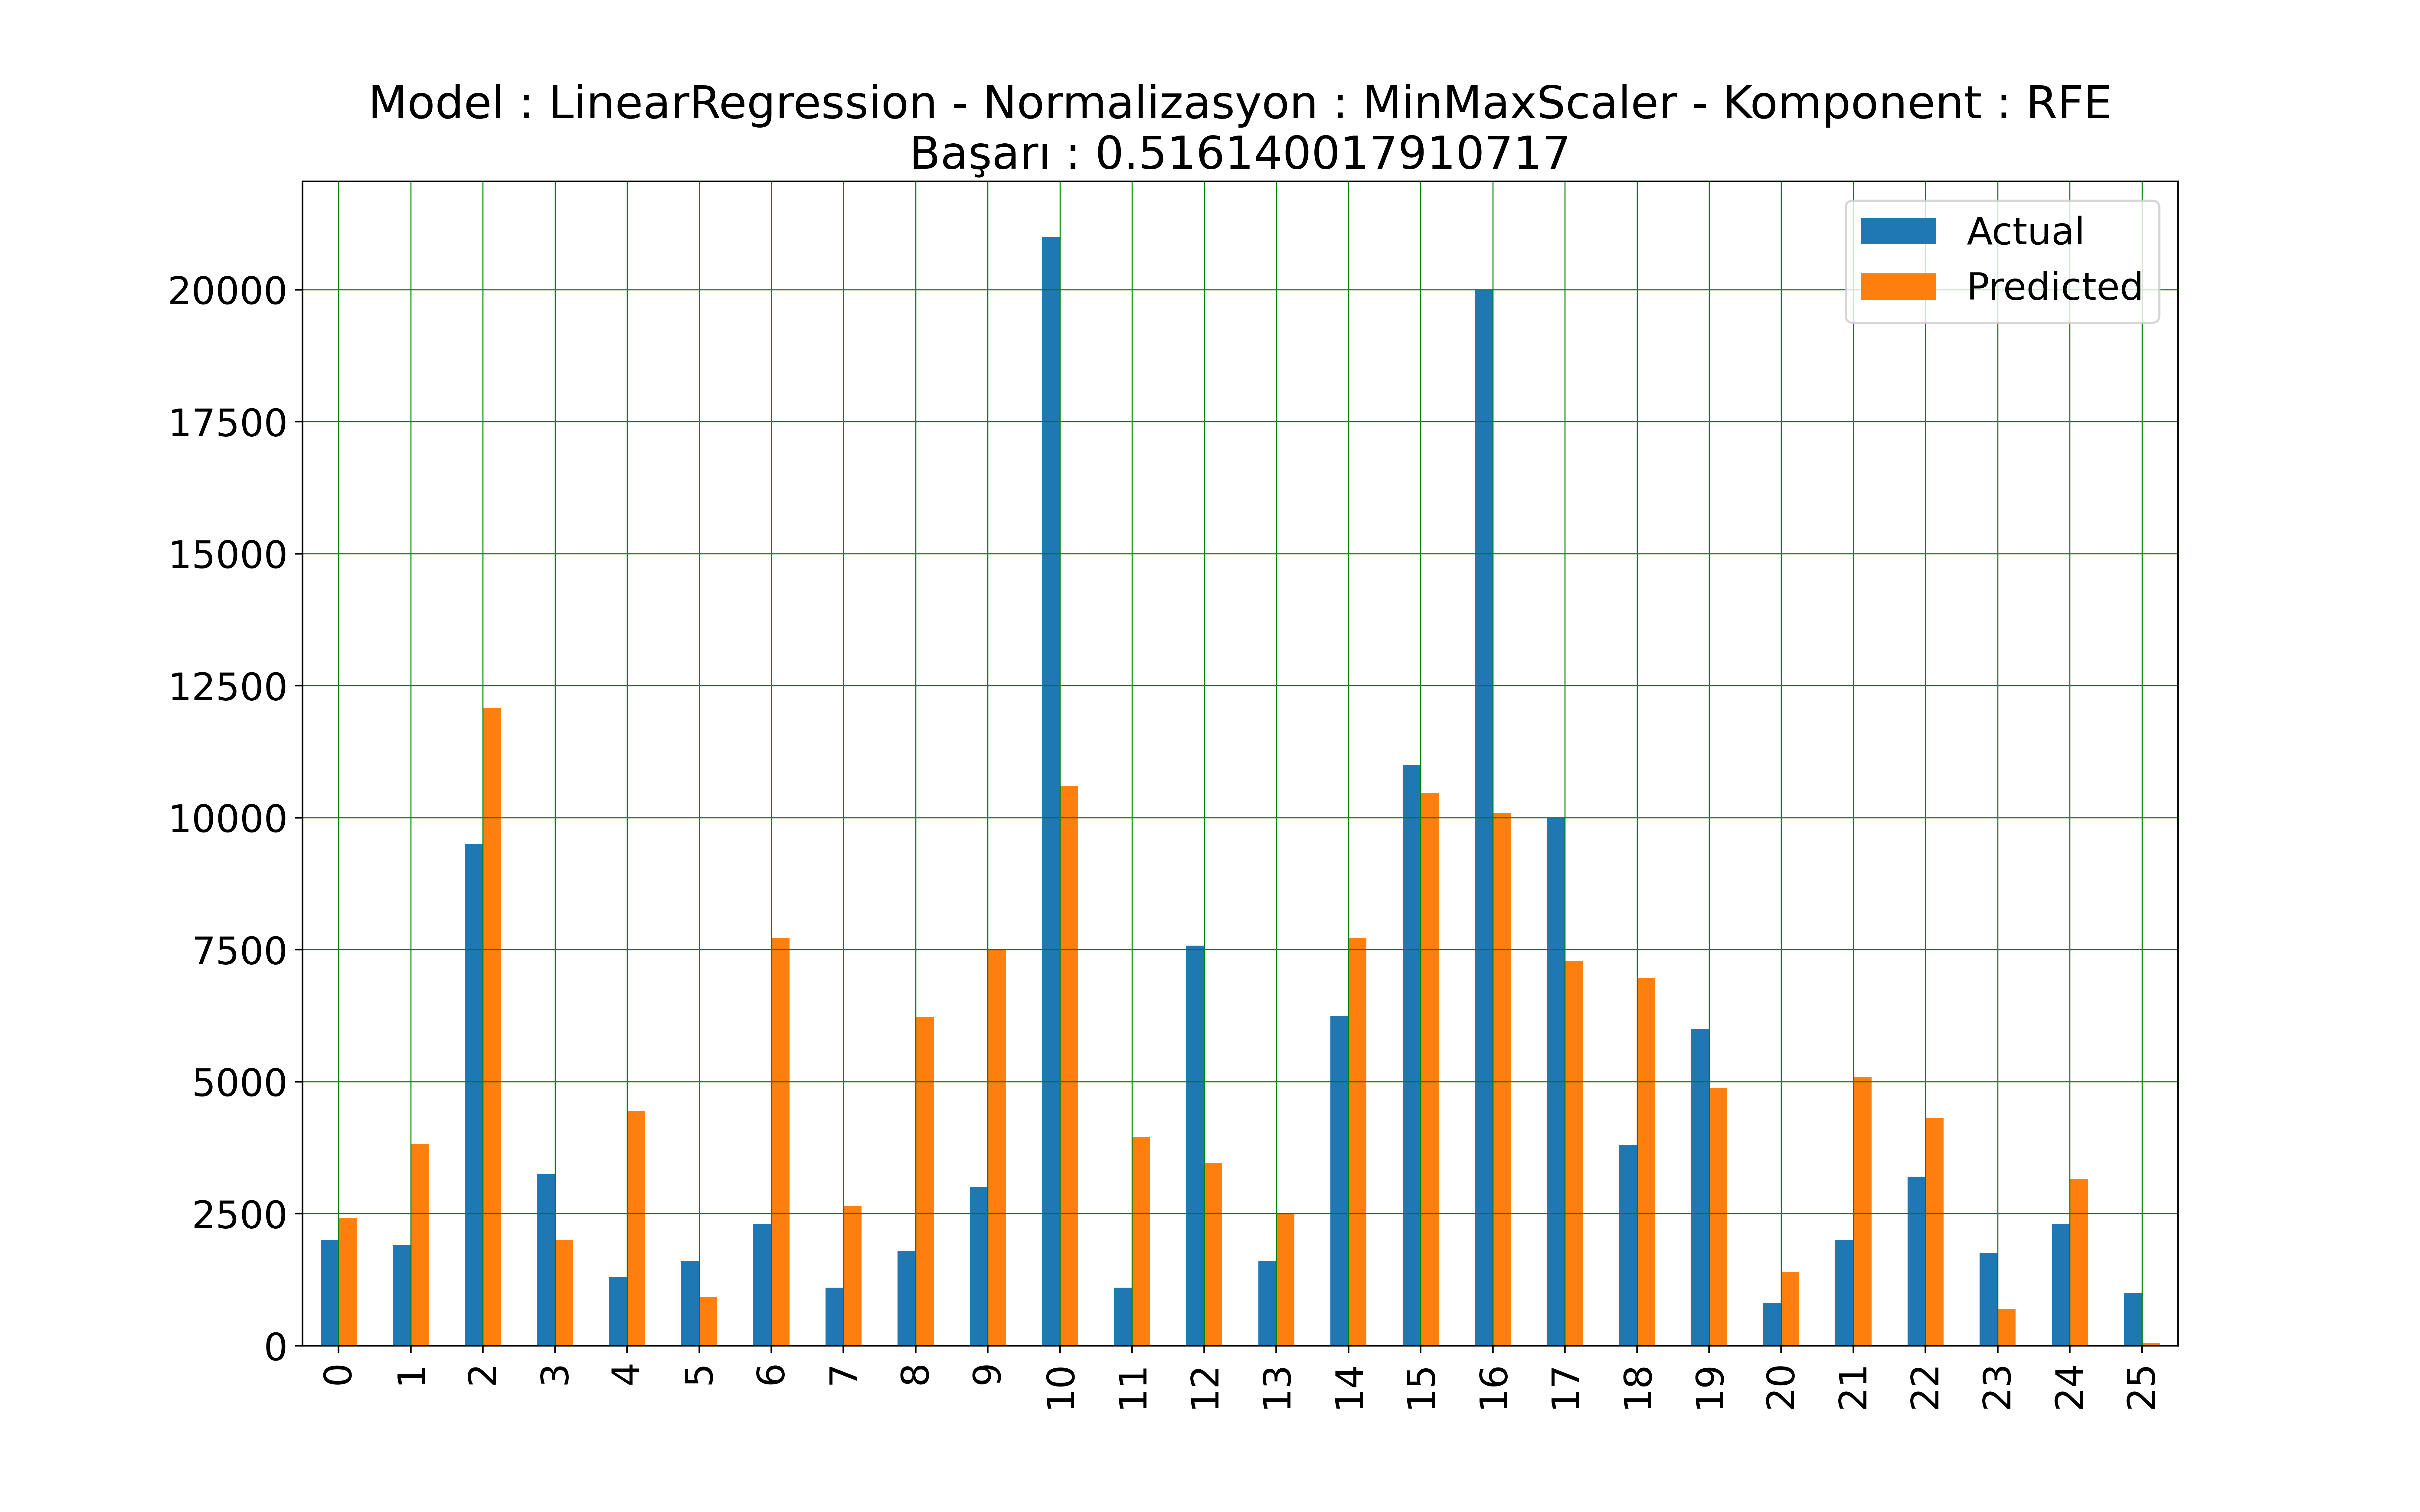 Model : LinearRegression - Normalizasyon : MinMaxScaler - Komponent : RFE
Başarı : 0.516140017910717
Actual
Predicted
20000
17500
15000
12500
10000
7500
5000
2500
0
0 1 2 3 4 5 6 7 8 9 10 11 12 13 14 15 16 17 18 19 20 21 22 23 24 25